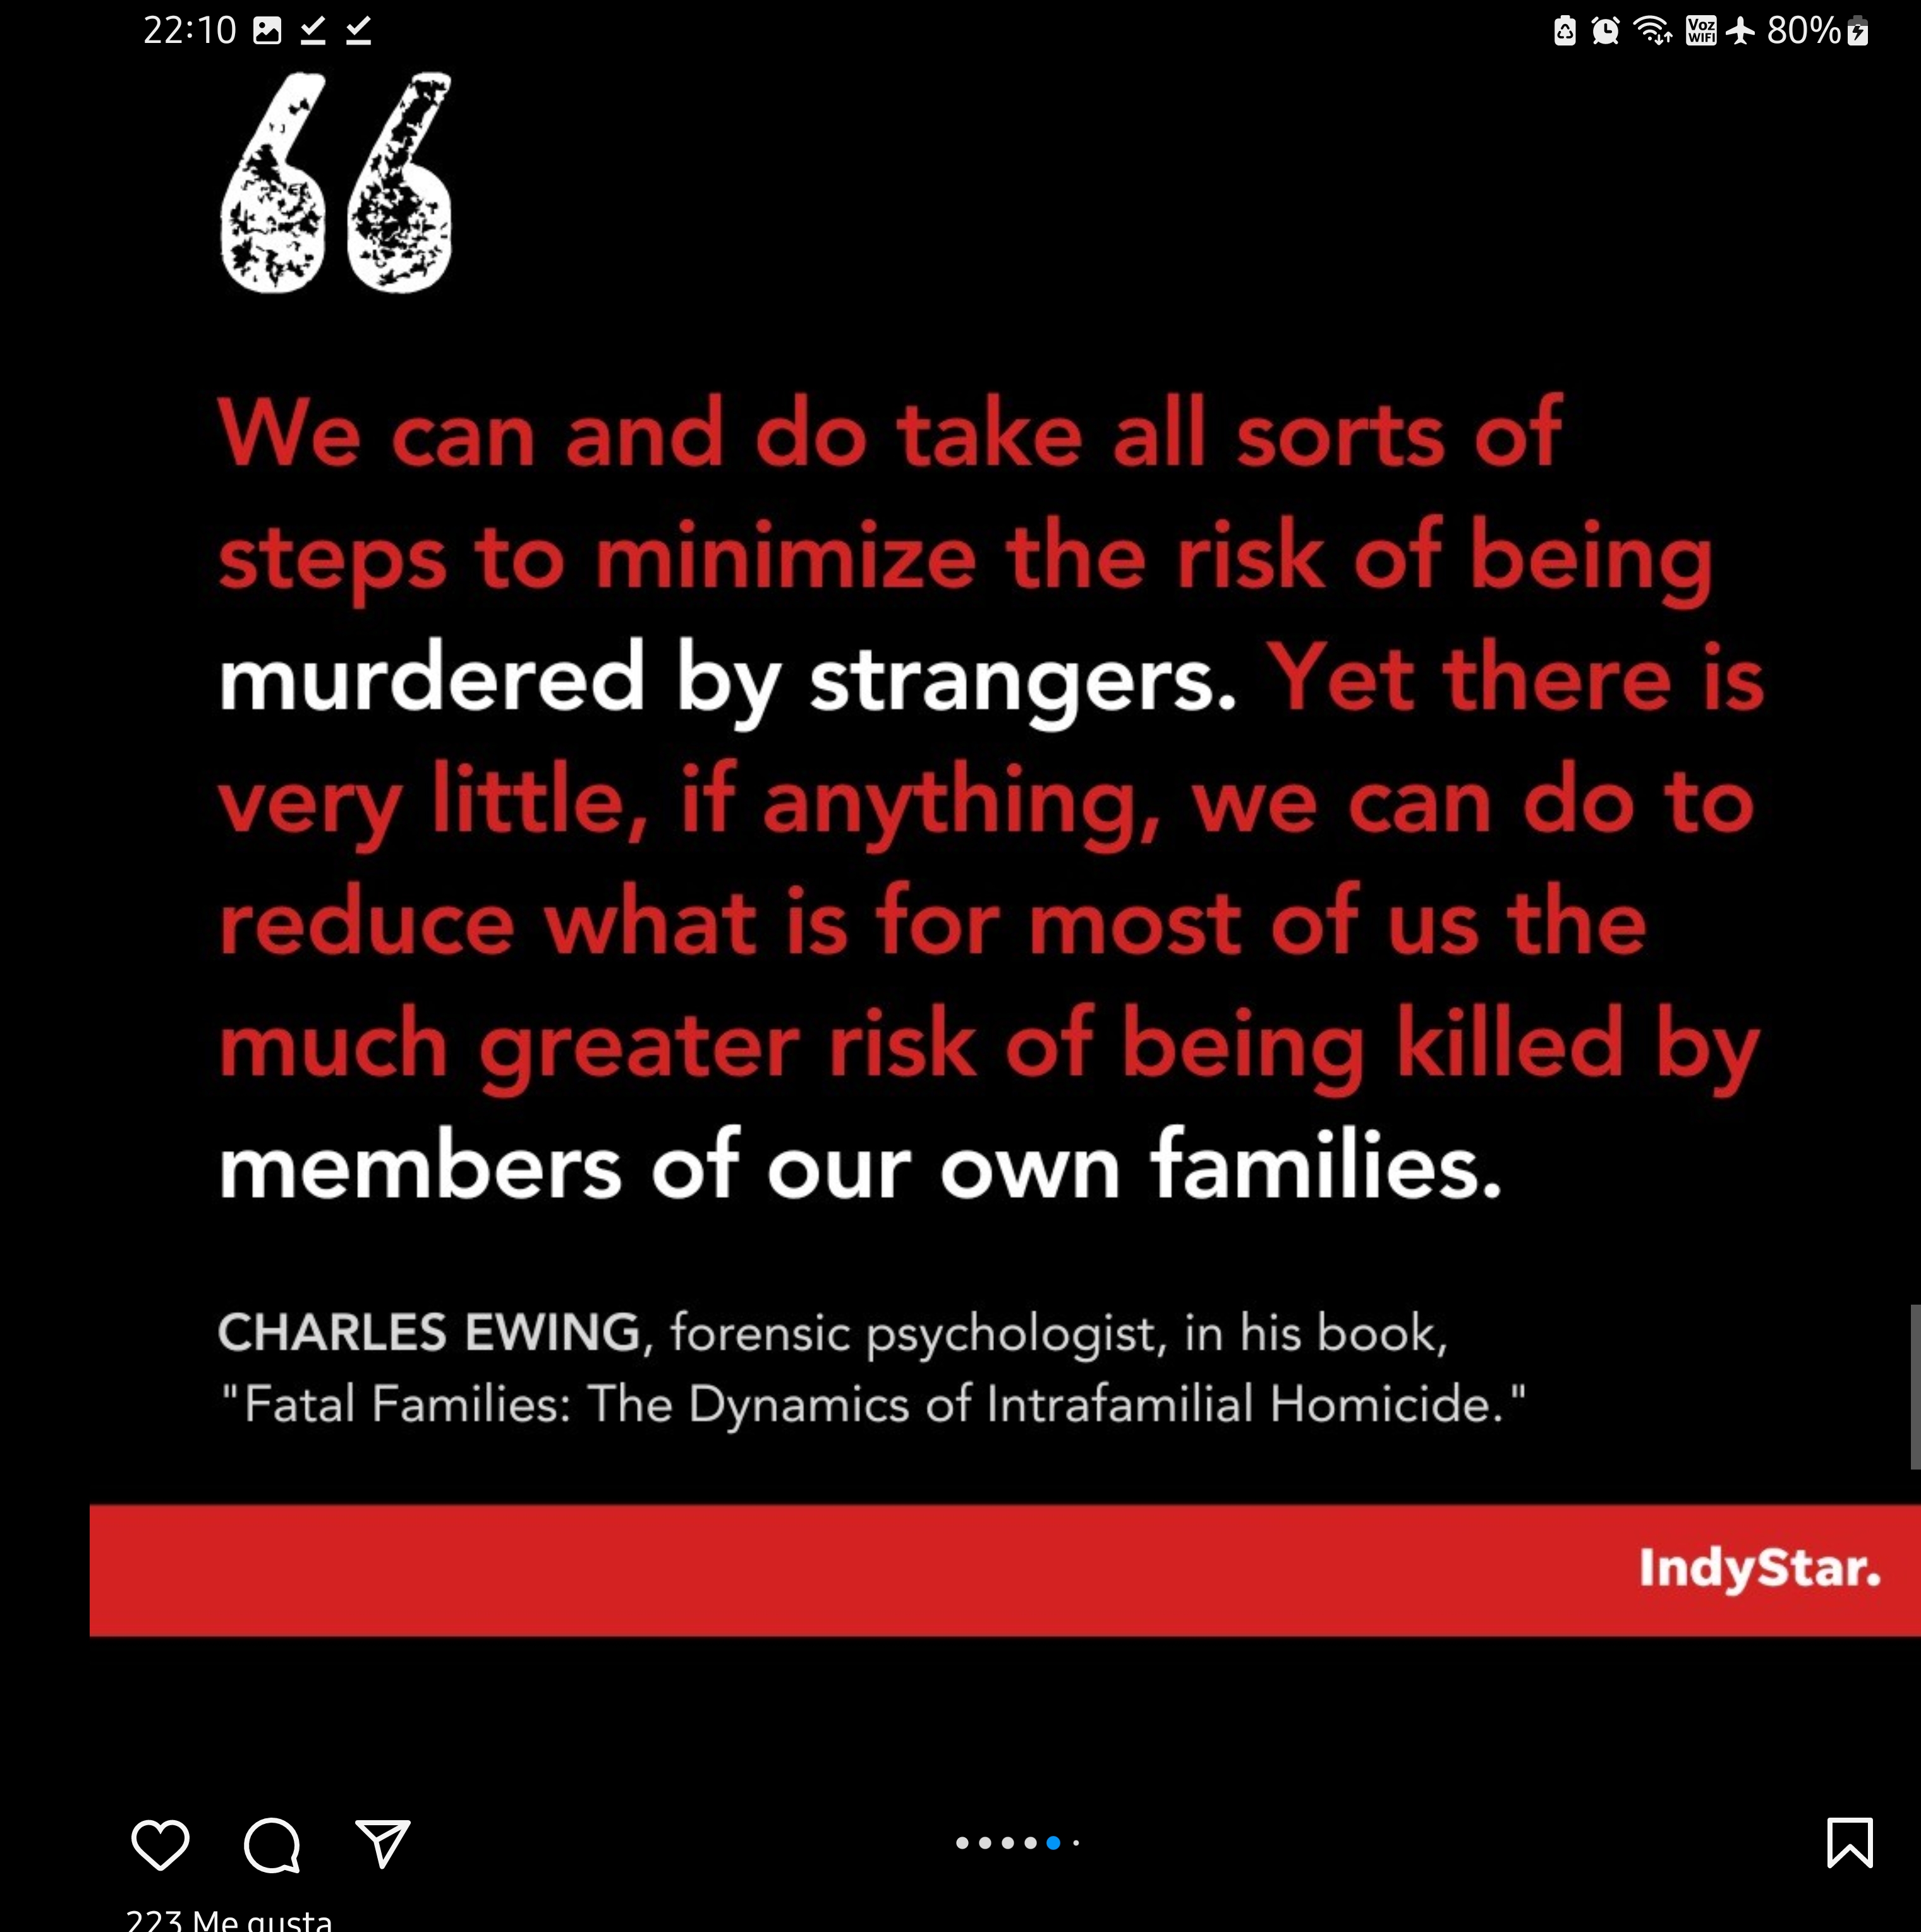 22:10 Voz WiFi 80%
We can and do take all sorts of
steps to minimize the risk of being
murdered by strangers. Yet there is
very little, if anything, we can do to
reduce what is for most of us the
much greater risk of being killed by
members of our own families.
CHARLES EWING, forensic psychologist, in his book,
"Fatal Families: The Dynamics of Intrafamilial Homicide."
IndyStar.
223 Me gusta